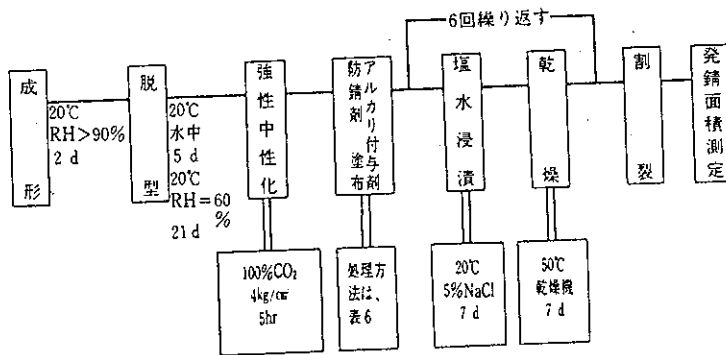 6回繰り返す
成形
20℃
RH>90%
2 d
脱型
20℃
水中
5 d
20℃
RH=60
%
21 d
強性中性化
防錆剤 塗布
アルカリ付与剤
塩水浸漬
乾燥
割裂
発錆面積測定
100%CO₂
4kg/c㎡
5hr
処理方
法は、
表6
20℃
5%NaCl
7 d
50℃
乾燥機
7 d